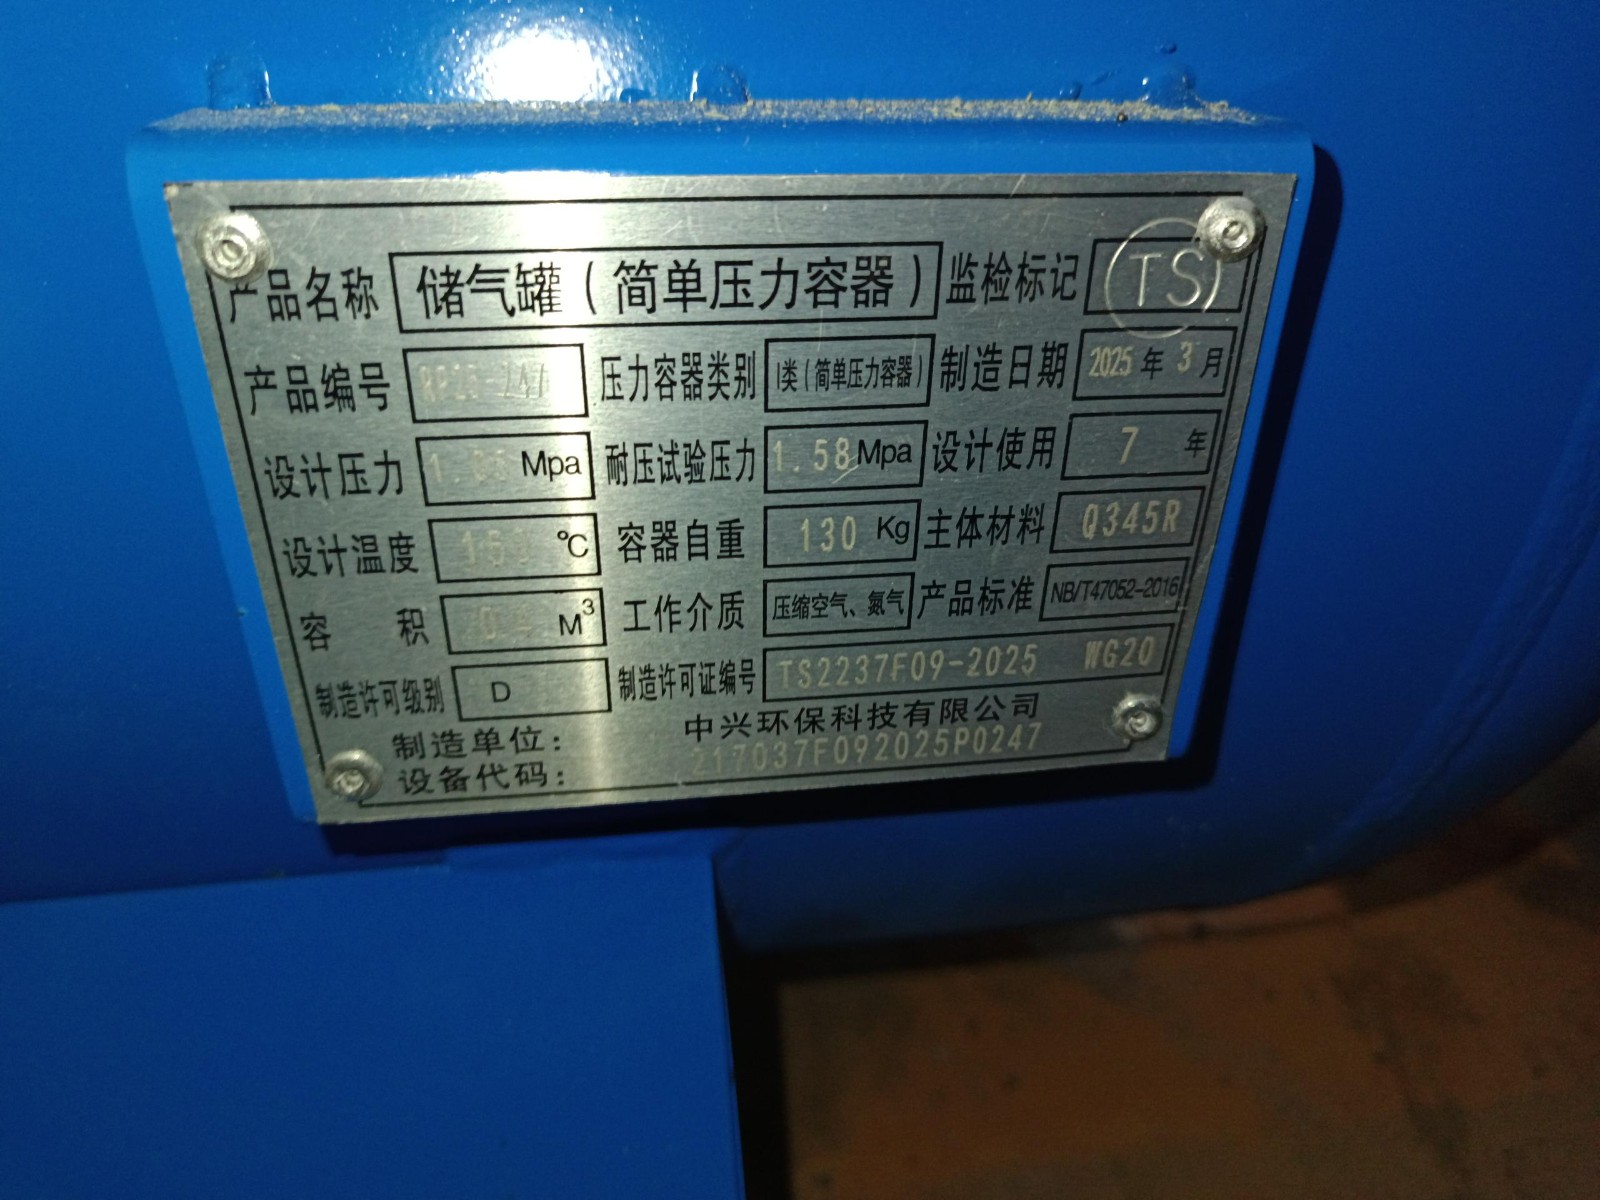 产品名称 储气罐（简单压力容器） 监检标记 TS
产品编号 压力容器类别 I类（简单压力容器） 制造日期 2025年 3月
设计压力 Mpa 耐压试验压力 1.58Mpa 设计使用 7 年
设计温度 ℃ 容器自重 130 Kg 主体材料 Q345R
容 积 M³ 工作介质 压缩空气、氮气 产品标准 NB/T47052-2016
制造许可级别 D 制造许可证编号 TS2237F09-2025 WG20
制造单位： 中兴环保科技有限公司
设备代码： 217037F092025P0247